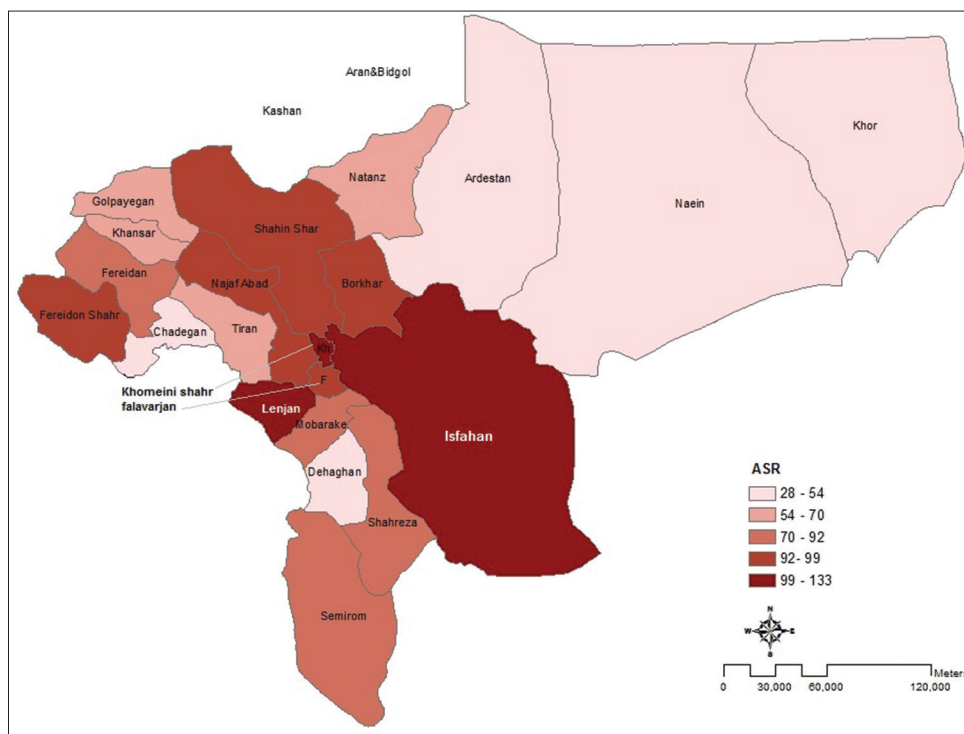 Aran&Bidgol
Kashan
Khor
Natanz
Ardestan
Golpayegan
Naein
Khansar
Shahin Shar
Fereidan
Najaf Abad
Borkhar
Fereidon Shahr
Chadegan
Tiran
Kh
Khomeini shahr
falavarjan
F
Lenjan
Mobarake
Isfahan
Dehaghan
Shahreza
Semirom
ASR
28 - 54
54 - 70
70 - 92
92- 99
99 - 133
N
W
E
S
Meters
0 30,000 60,000 120,000